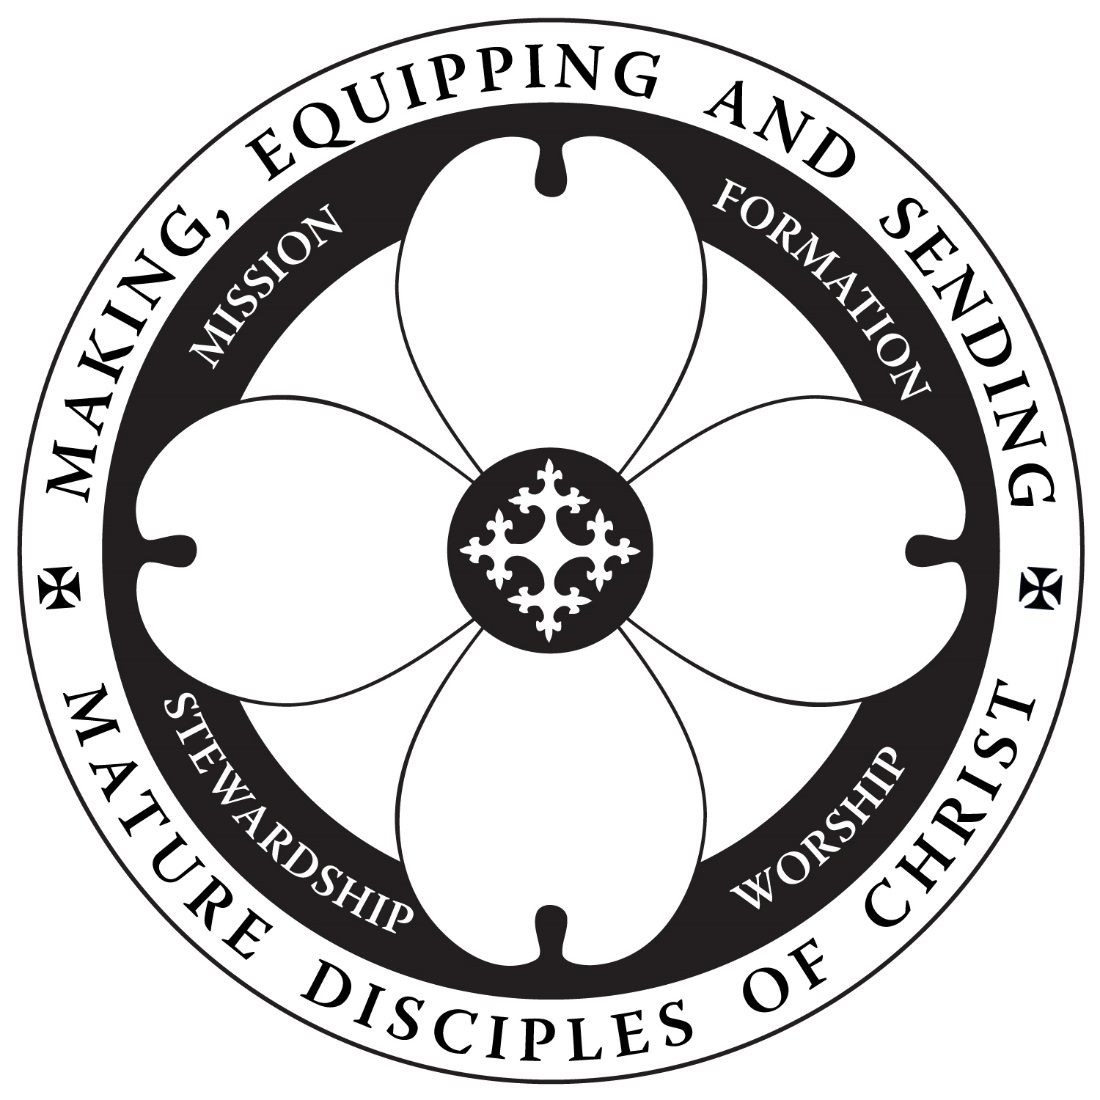 MAKING, EQUIPPING AND SENDING
MISSION
FORMATION
STEWARDSHIP
WORSHIP
MATURE DISCIPLES OF CHRIST